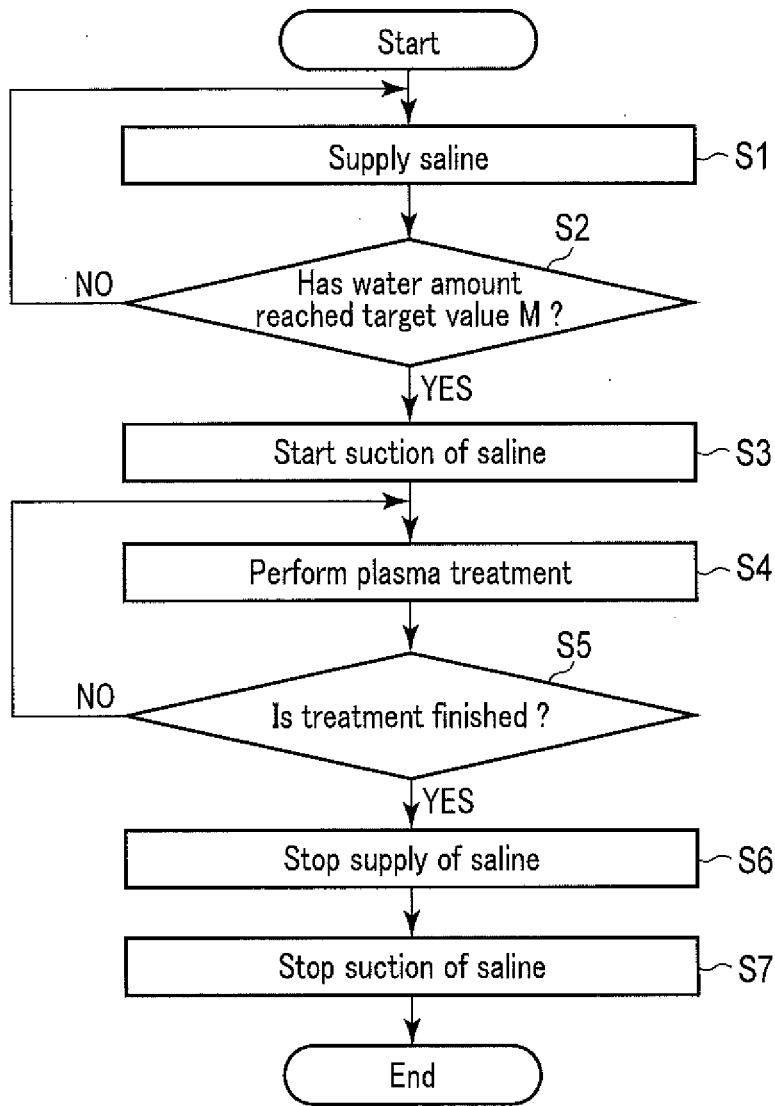 Start
Supply saline
S1
S2
Has water amount
reached target value M ?
NO
YES
Start suction of saline
S3
Perform plasma treatment
S4
S5
Is treatment finished ?
NO
YES
Stop supply of saline
S6
Stop suction of saline
S7
End